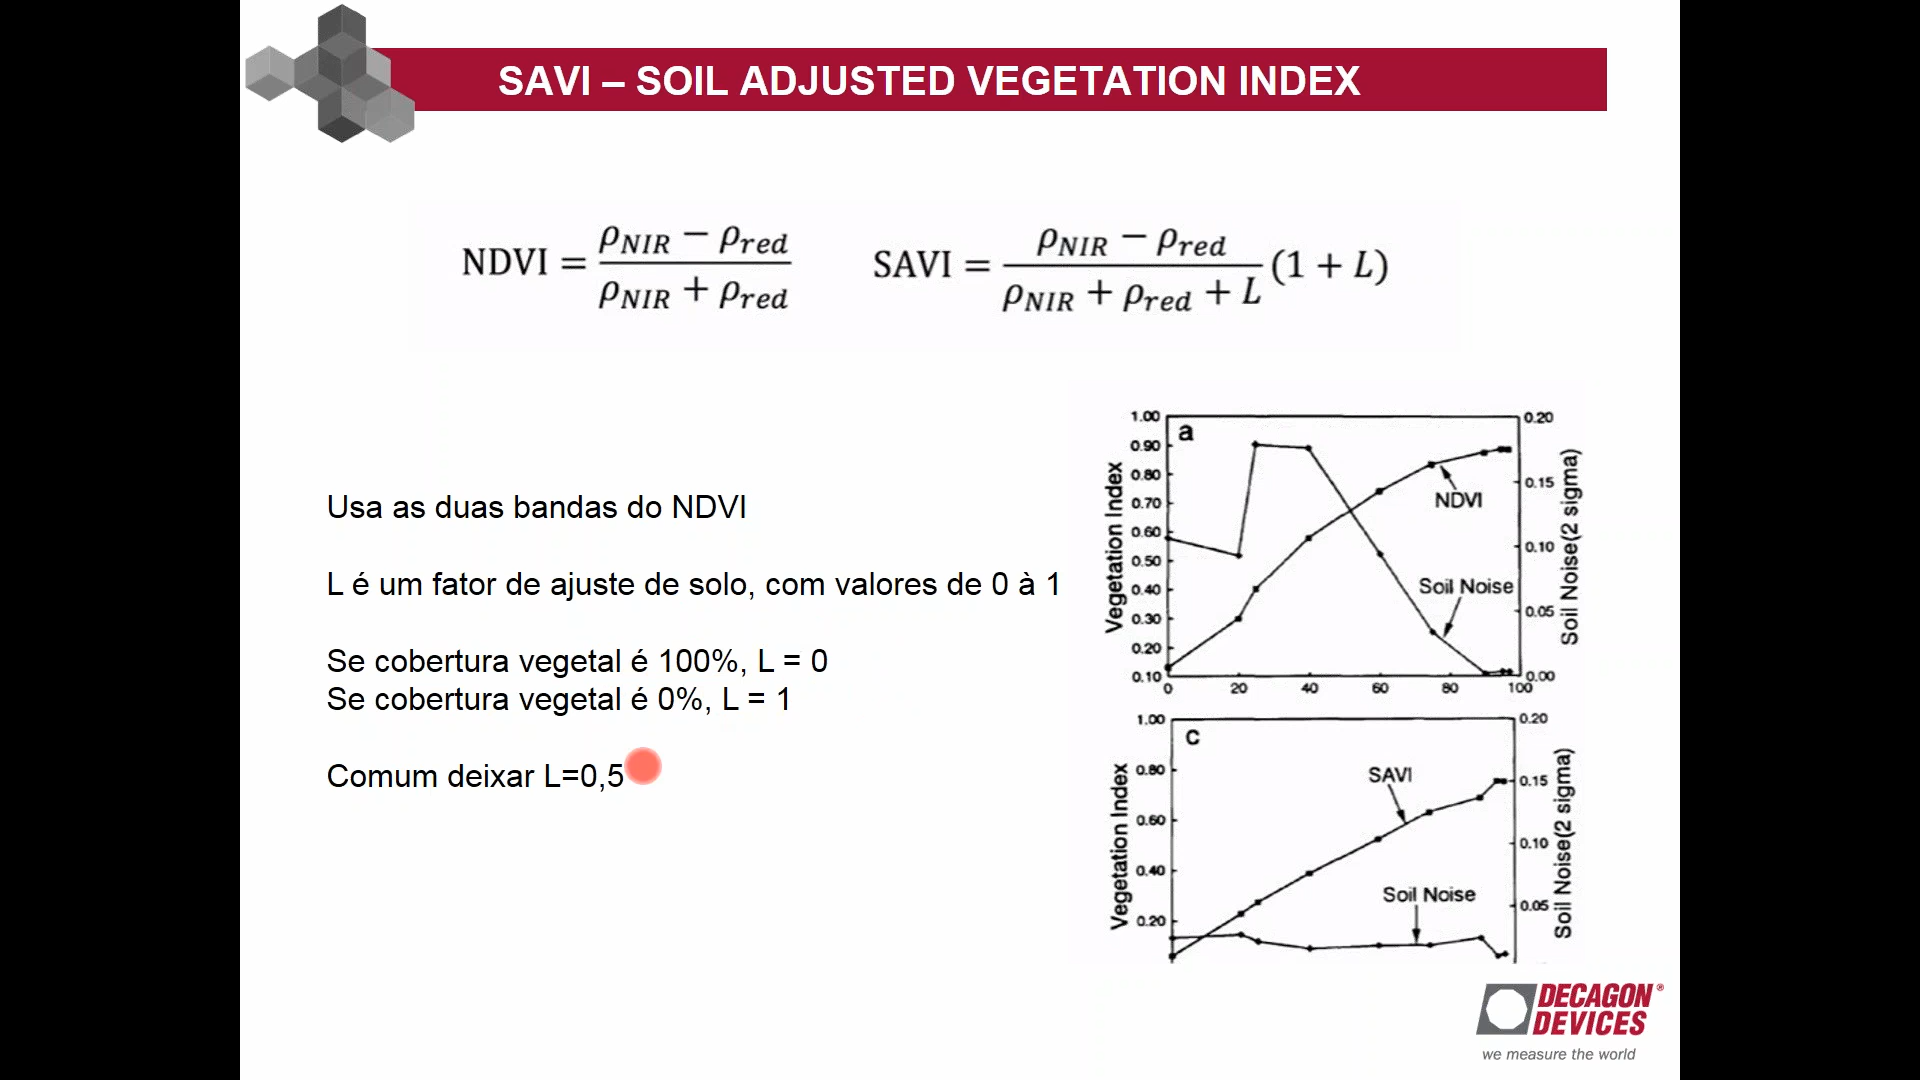 SAVI – SOIL ADJUSTED VEGETATION INDEX
NDVI = (ρNIR − ρred) / (ρNIR + ρred)
SAVI = (ρNIR − ρred) / (ρNIR + ρred + L) (1 + L)
Usa as duas bandas do NDVI
L é um fator de ajuste de solo, com valores de 0 à 1
Se cobertura vegetal é 100%, L = 0
Se cobertura vegetal é 0%, L = 1
Comum deixar L=0,5
a
Vegetation Index
1.00
0.90
0.80
0.70
0.60
0.50
0.40
0.30
0.20
0.10
0 20 40 60 80 100
NDVI
Soil Noise
0.20
0.15
0.10
0.05
0.00
Soil Noise(2 sigma)
c
Vegetation Index
1.00
0.80
0.60
0.40
0.20
SAVI
Soil Noise
0.20
0.15
0.10
0.05
Soil Noise(2 sigma)
DECAGON®
DEVICES
we measure the world